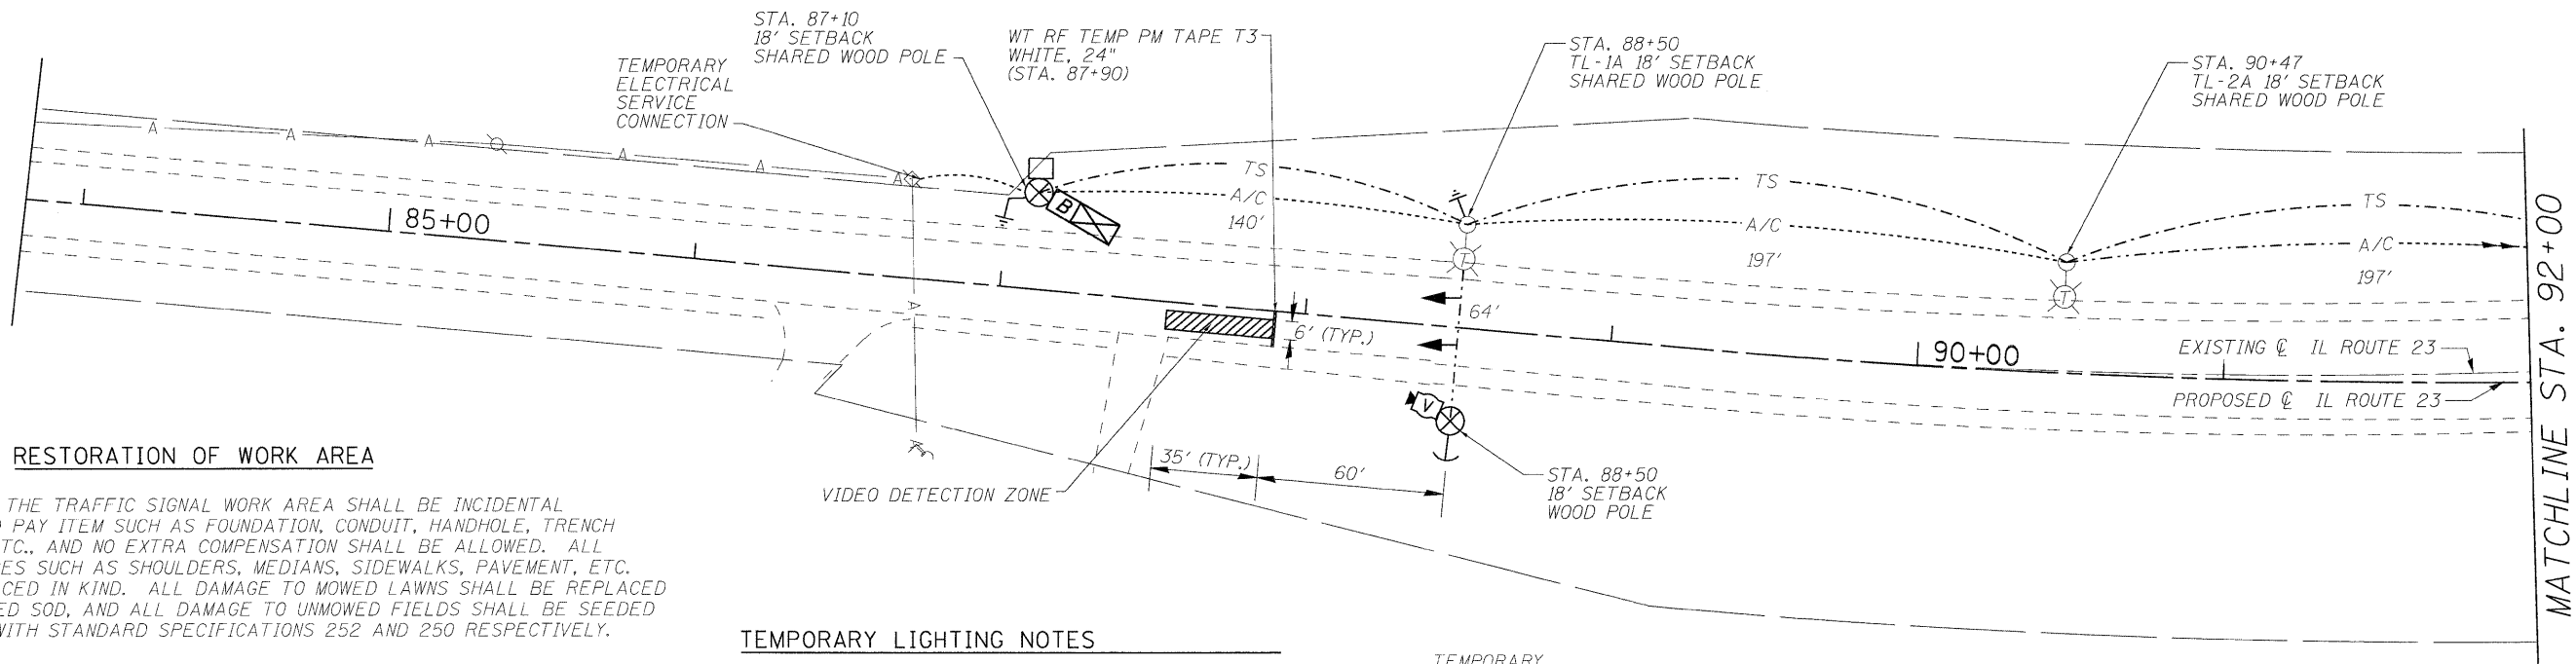 STA. 87+10
18' SETBACK
SHARED WOOD POLE
WT RF TEMP PM TAPE T3
WHITE, 24"
(STA. 87+90)
STA. 88+50
TL-1A 18' SETBACK
SHARED WOOD POLE
STA. 90+47
TL-2A 18' SETBACK
SHARED WOOD POLE
TEMPORARY
ELECTRICAL
SERVICE
CONNECTION
A
A
A
A
A
A
TS
A/C
140'
TS
A/C
197'
TS
A/C
197'
B
T
T
85+00
A
64'
6' (TYP.)
90+00
EXISTING ℄ IL ROUTE 23
PROPOSED ℄ IL ROUTE 23
MATCHLINE STA. 92+00
V
A
35' (TYP.)
60'
VIDEO DETECTION ZONE
STA. 88+50
18' SETBACK
WOOD POLE
RESTORATION OF WORK AREA
THE TRAFFIC SIGNAL WORK AREA SHALL BE INCIDENTAL
PAY ITEM SUCH AS FOUNDATION, CONDUIT, HANDHOLE, TRENCH
TC., AND NO EXTRA COMPENSATION SHALL BE ALLOWED. ALL
ES SUCH AS SHOULDERS, MEDIANS, SIDEWALKS, PAVEMENT, ETC.
CED IN KIND. ALL DAMAGE TO MOWED LAWNS SHALL BE REPLACED
ED SOD, AND ALL DAMAGE TO UNMOWED FIELDS SHALL BE SEEDED
WITH STANDARD SPECIFICATIONS 252 AND 250 RESPECTIVELY.
TEMPORARY LIGHTING NOTES
TEMPORARY